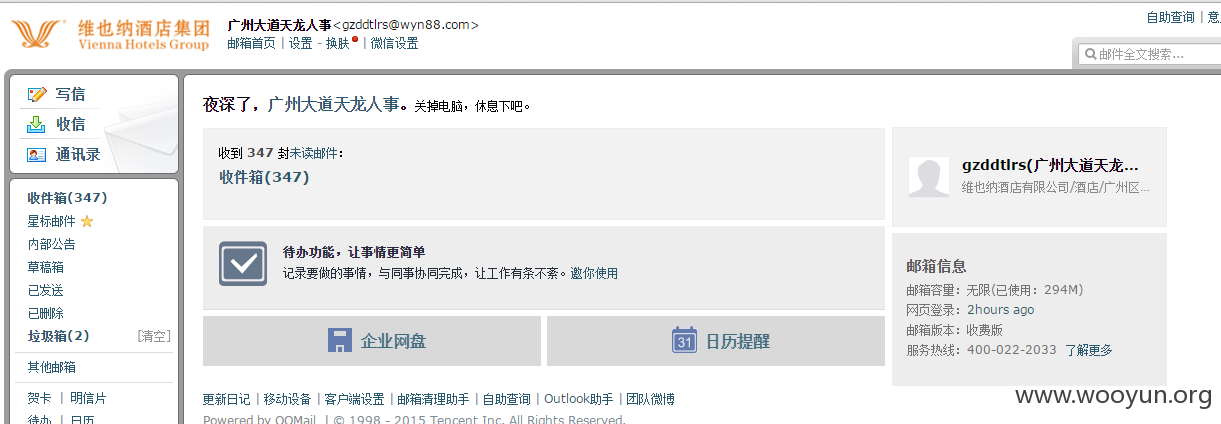 维也纳酒店集团
Vienna Hotels Group
广州大道天龙人事<gzddtlrs@wyn88.com>
邮箱首页 | 设置 - 换肤 | 微信设置
自助查询 |
邮件全文搜索...
写信
收信
通讯录
收件箱(347)
星标邮件
内部公告
草稿箱
已发送
已删除
垃圾箱(2) [清空]
其他邮箱
贺卡 | 明信片
待办 | 日历
夜深了，广州大道天龙人事。关掉电脑，休息下吧。
收到 347 封未读邮件：
收件箱(347)
待办功能，让事情更简单
记录要做的事情，与同事协同完成，让工作有条不紊。邀你使用
企业网盘
31 日历提醒
gzddtlrs(广州大道天龙...
维也纳酒店有限公司/酒店/广州区...
邮箱信息
邮箱容量：无限(已使用：294M)
网页登录：2hours ago
邮箱版本：收费版
服务热线：400-022-2033 了解更多
更新日记 | 移动设备 | 客户端设置 | 邮箱清理助手 | 自助查询 | Outlook助手 | 团队微博
Powered by QQMail | © 1998 - 2015 Tencent Inc. All Rights Reserved.
www.wooyun.org